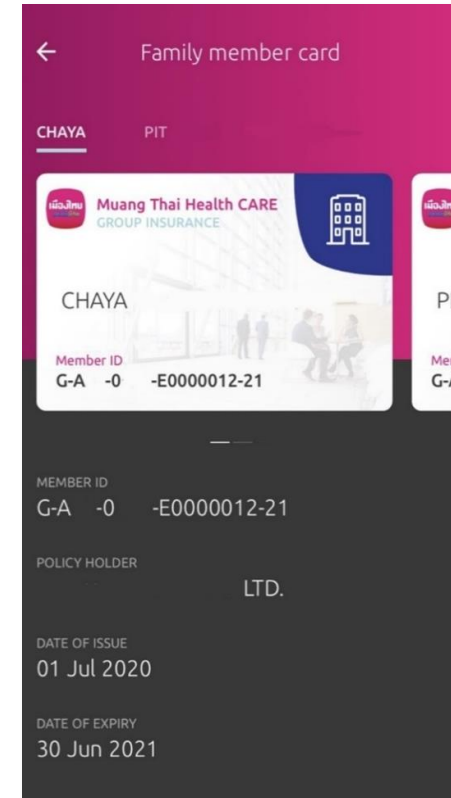 Family member card
CHAYA PIT
เมืองไทย
Muang Thai Health CARE
GROUP INSURANCE
CHAYA
Member ID
G-A -0 -E0000012-21
MEMBER ID
G-A -0 -E0000012-21
POLICY HOLDER
LTD.
DATE OF ISSUE
01 Jul 2020
DATE OF EXPIRY
30 Jun 2021